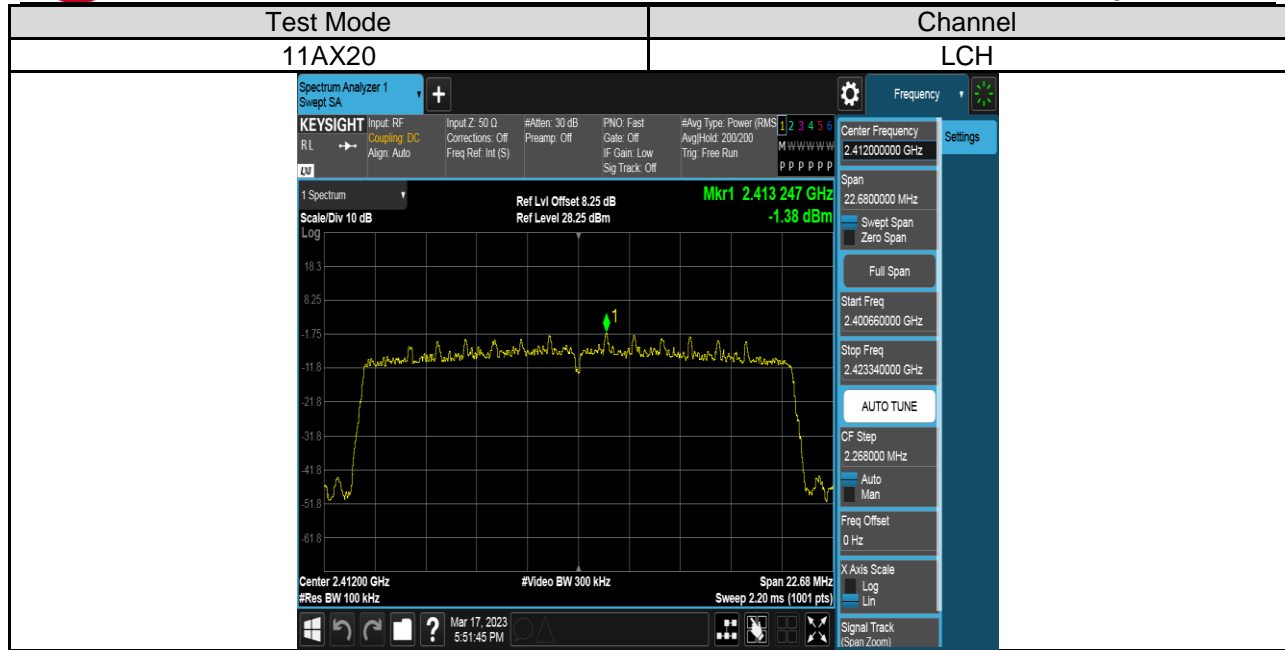 Test Mode Channel
11AX20 LCH
Spectrum Analyzer 1
Swept SA
+
Frequency
KEYSIGHT Input: RF Input Z: 50 Ω #Atten: 30 dB PNO: Fast #Avg Type: Power (RMS 1 2 3 4 5 6
RL Coupling: DC Corrections: Off Preamp: Off Gate: Off Avg|Hold: 200/200 M W W W W W
Align: Auto Freq Ref: Int (S) IF Gain: Low Trig: Free Run
LXI Sig Track: Off P P P P P P
1 Spectrum
Ref Lvl Offset 8.25 dB Mkr1 2.413 247 GHz
Scale/Div 10 dB Ref Level 28.25 dBm -1.38 dBm
Log
18.3
8.25
1
-1.75
-11.8
-21.8
-31.8
-41.8
-51.8
-61.8
Center 2.41200 GHz #Video BW 300 kHz Span 22.68 MHz
#Res BW 100 kHz Sweep 2.20 ms (1001 pts)
Center Frequency
2.412000000 GHz
Settings
Span
22.6800000 MHz
Swept Span
Zero Span
Full Span
Start Freq
2.400660000 GHz
Stop Freq
2.423340000 GHz
AUTO TUNE
CF Step
2.268000 MHz
Auto
Man
Freq Offset
0 Hz
X Axis Scale
Log
Lin
Signal Track
(Span Zoom)
? Mar 17, 2023
5:51:45 PM